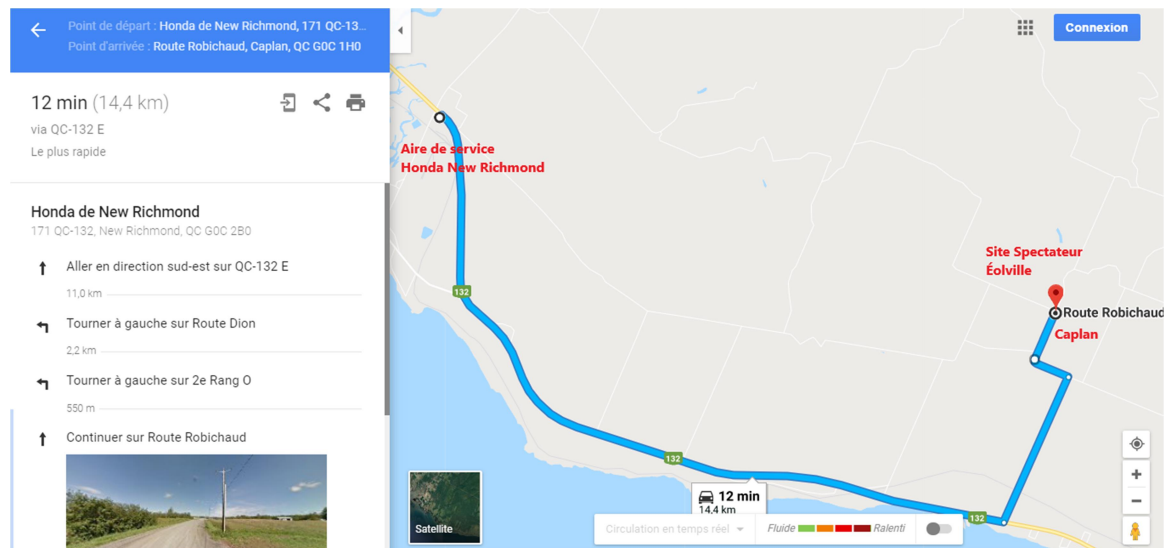 Point de départ : Honda de New Richmond, 171 QC-13...
Point d'arrivée : Route Robichaud, Caplan, QC G0C 1H0
12 min (14,4 km)
via QC-132 E
Le plus rapide
Honda de New Richmond
171 QC-132, New Richmond, QC G0C 2B0
Aller en direction sud-est sur QC-132 E
11,0 km
Tourner à gauche sur Route Dion
2,2 km
Tourner à gauche sur 2e Rang O
550 m
Continuer sur Route Robichaud
Connexion
Aire de service
Honda New Richmond
Site Spectateur
Éolville
132
Route Robichaud
Caplan
132
12 min
14,4 km
132
Satellite
Circulation en temps réel
Fluide
Ralenti